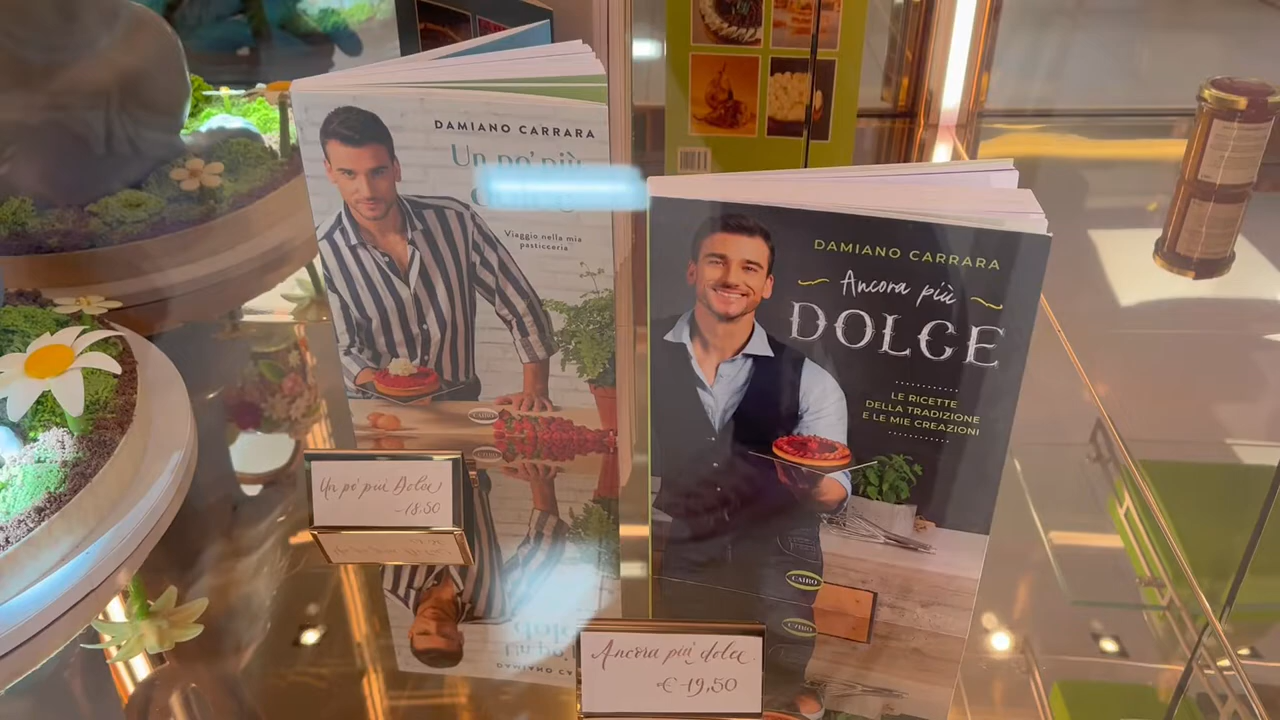 DAMIANO CARRARA
Un po' più
Viaggio nella mia
pasticceria
CAIRO
Un po' più Dolce
-18.50
DAMIANO CARRARA
Ancora più
DOLCE
LE RICETTE
DELLA TRADIZIONE
E LE MIE CREAZIONI
CAIRO
Ancora più dolce.
€-19,50